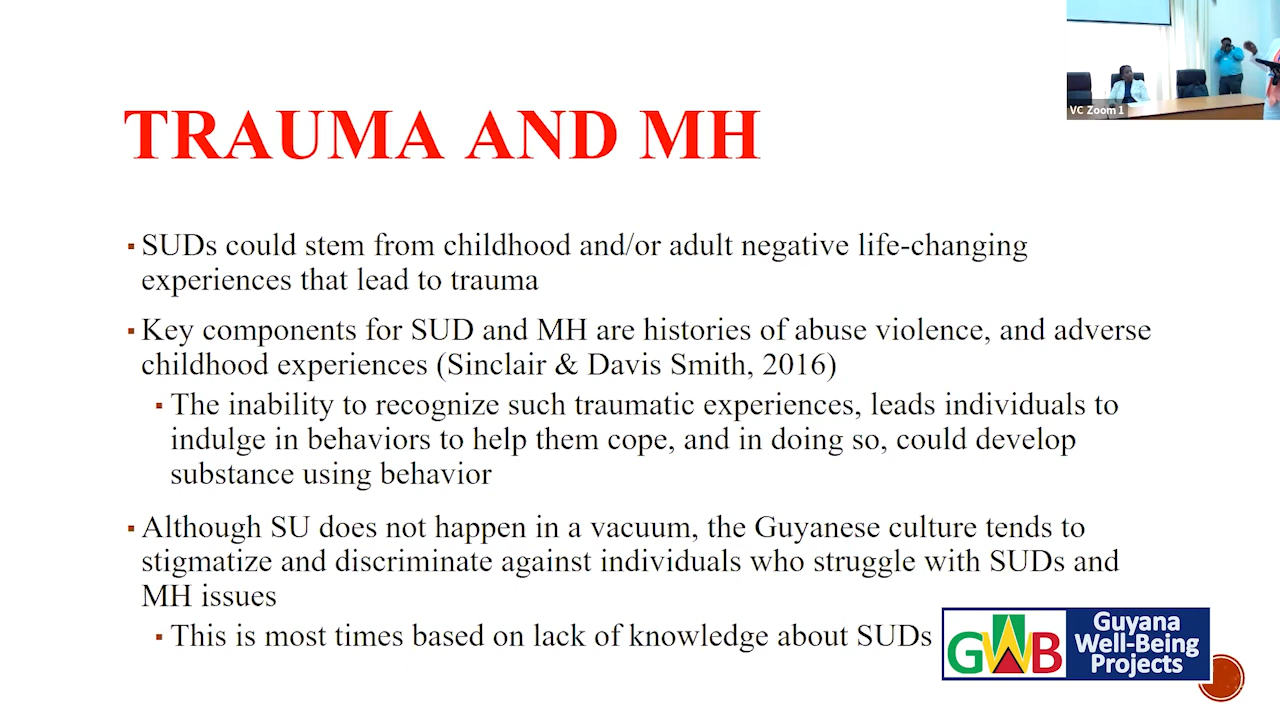 VC Zoom 1
TRAUMA AND MH
▪ SUDs could stem from childhood and/or adult negative life-changing
experiences that lead to trauma
▪ Key components for SUD and MH are histories of abuse violence, and adverse
childhood experiences (Sinclair & Davis Smith, 2016)
▪ The inability to recognize such traumatic experiences, leads individuals to
indulge in behaviors to help them cope, and in doing so, could develop
substance using behavior
▪ Although SU does not happen in a vacuum, the Guyanese culture tends to
stigmatize and discriminate against individuals who struggle with SUDs and
MH issues
▪ This is most times based on lack of knowledge about SUDs
GWB
Guyana
Well-Being
Projects